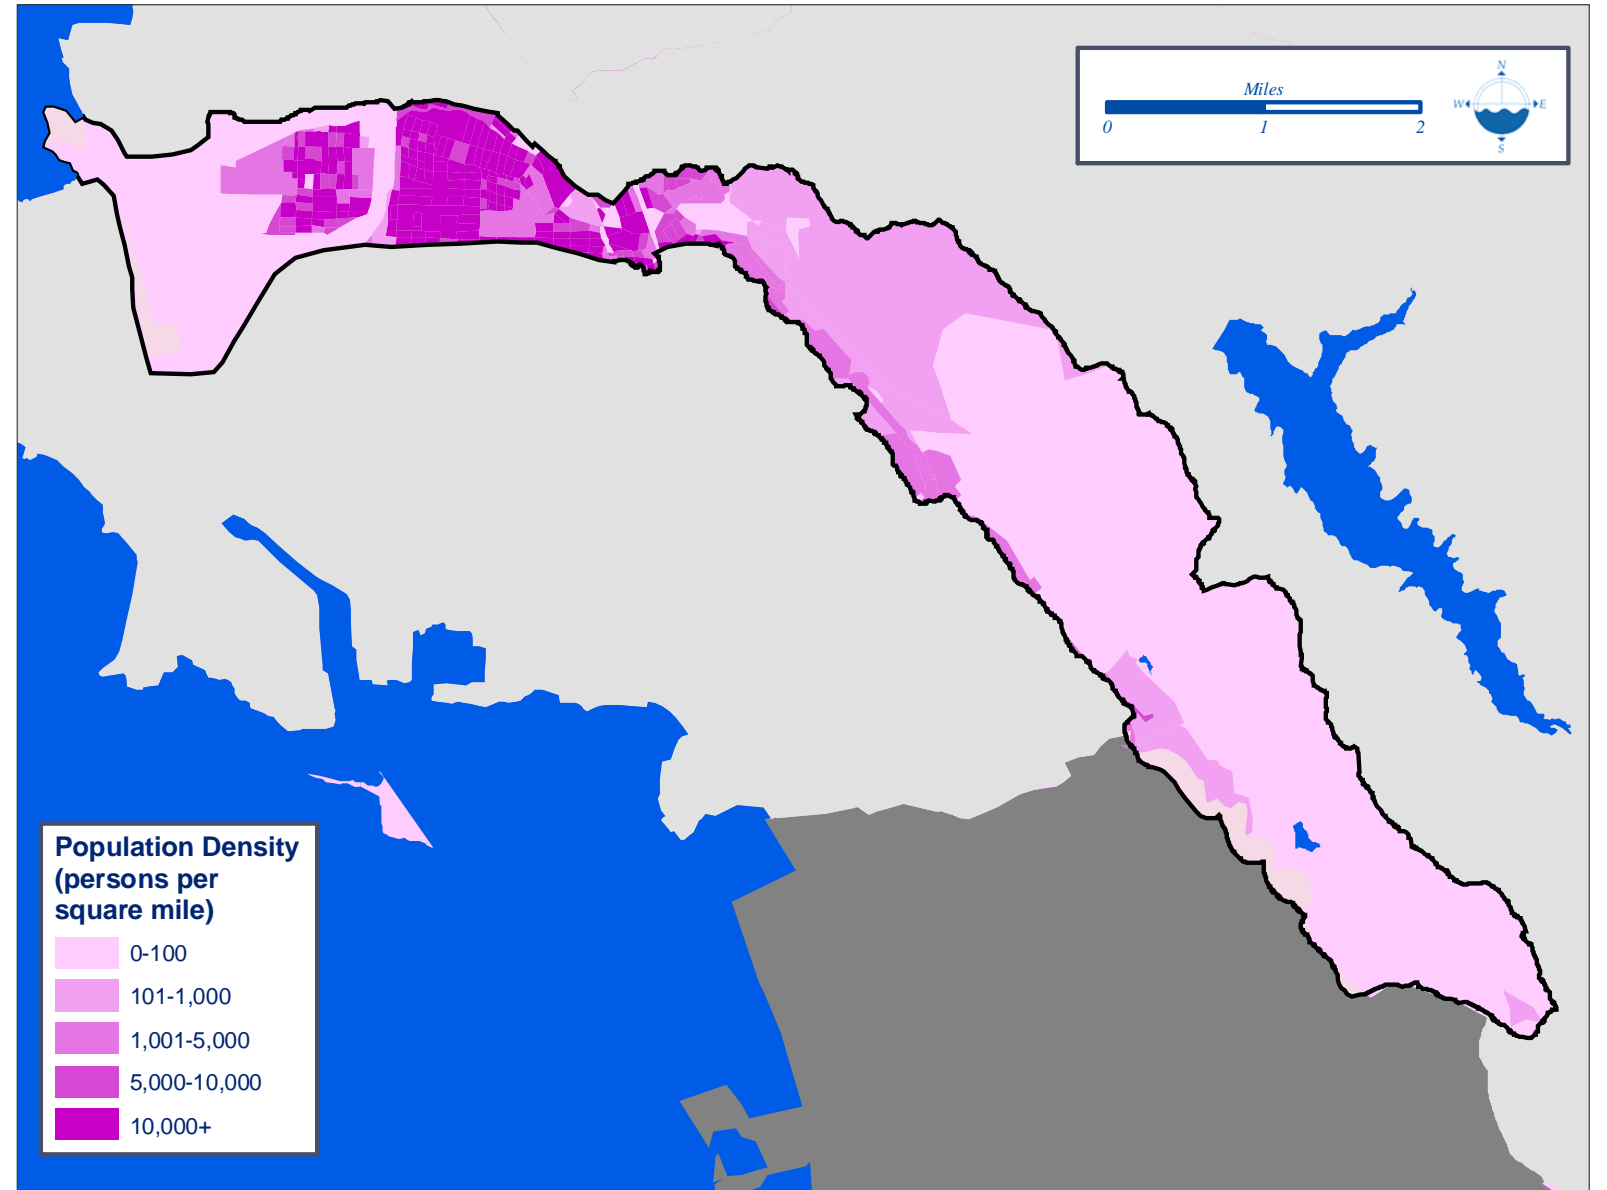 Miles
0 1 2
N
W E
S
Population Density
(persons per
square mile)
0-100
101-1,000
1,001-5,000
5,000-10,000
10,000+